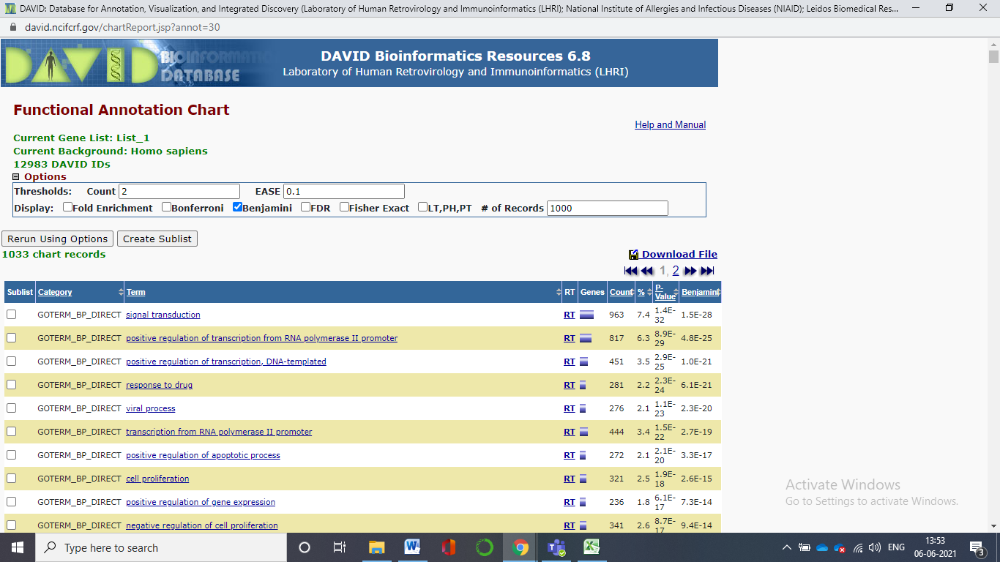 DAVID: Database for Annotation, Visualization, and Integrated Discovery (Laboratory of Human Retrovirology and Immunoinformatics (LHRI); National Institute of Allergies and Infectious Diseases (NIAID); Leidos Biomedical Res...
david.ncifcrf.gov/chartReport.jsp?annot=30
DAVID BIOINFORMATICS DATABASE
DAVID Bioinformatics Resources 6.8
Laboratory of Human Retrovirology and Immunoinformatics (LHRI)
Functional Annotation Chart
Help and Manual
Current Gene List: List_1
Current Background: Homo sapiens
12983 DAVID IDs
Options
Thresholds: Count 2 EASE 0.1
Display: Fold Enrichment Bonferroni Benjamini FDR Fisher Exact LT,PH,PT # of Records 1000
Rerun Using Options Create Sublist
1033 chart records Download File
1, 2
Sublist Category Term RT Genes Count % P-Value Benjamini
GOTERM_BP_DIRECT signal transduction RT 963 7.4 1.4E-32 1.5E-28
GOTERM_BP_DIRECT positive regulation of transcription from RNA polymerase II promoter RT 817 6.3 8.9E-29 4.8E-25
GOTERM_BP_DIRECT positive regulation of transcription, DNA-templated RT 451 3.5 2.9E-25 1.0E-21
GOTERM_BP_DIRECT response to drug RT 281 2.2 2.3E-24 6.1E-21
GOTERM_BP_DIRECT viral process RT 276 2.1 1.1E-23 2.3E-20
GOTERM_BP_DIRECT transcription from RNA polymerase II promoter RT 444 3.4 1.5E-22 2.7E-19
GOTERM_BP_DIRECT positive regulation of apoptotic process RT 272 2.1 2.1E-20 3.3E-17
GOTERM_BP_DIRECT cell proliferation RT 321 2.5 1.9E-18 2.6E-15
GOTERM_BP_DIRECT positive regulation of gene expression RT 236 1.8 6.1E-17 7.3E-14
GOTERM_BP_DIRECT negative regulation of cell proliferation RT 341 2.6 8.7E-17 9.4E-14
Activate Windows
Go to Settings to activate Windows.
Type here to search
ENG
13:53
06-06-2021
3